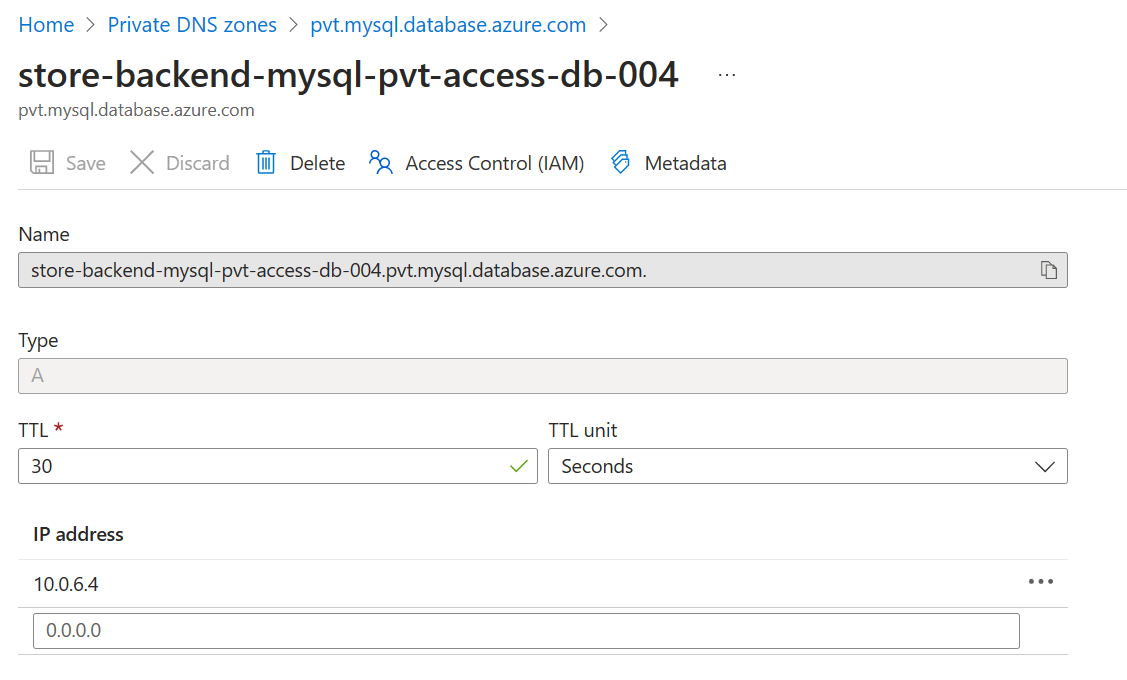 Home > Private DNS zones > pvt.mysql.database.azure.com >
store-backend-mysql-pvt-access-db-004 ...
pvt.mysql.database.azure.com
Save Discard Delete Access Control (IAM) Metadata
Name
store-backend-mysql-pvt-access-db-004.pvt.mysql.database.azure.com.
Type
A
TTL * TTL unit
30 Seconds
IP address
10.0.6.4
0.0.0.0